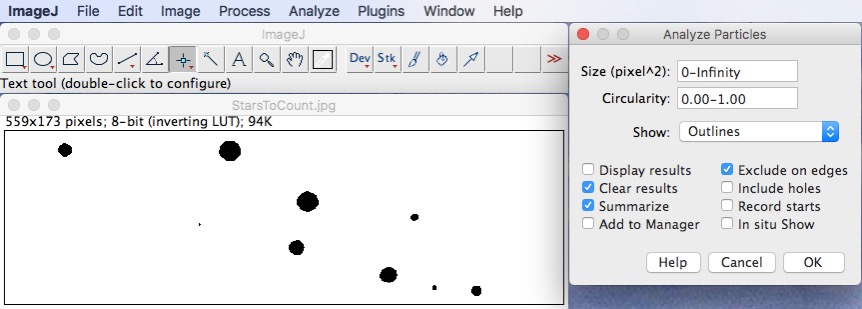 ImageJ File Edit Image Process Analyze Plugins Window Help
ImageJ
Dev Stk
A
>>
Text tool (double-click to configure)
StarsToCount.jpg
559x173 pixels; 8-bit (inverting LUT); 94K
Analyze Particles
Size (pixel^2): 0-Infinity
Circularity: 0.00-1.00
Show: Outlines
Display results Exclude on edges
Clear results Include holes
Summarize Record starts
Add to Manager In situ Show
Help Cancel OK